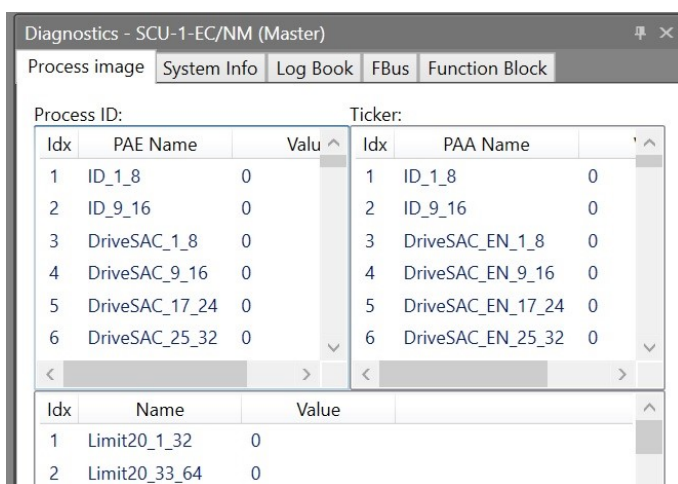 Diagnostics - SCU-1-EC/NM (Master)
Process image System Info Log Book FBus Function Block
Process ID: Ticker:
Idx PAE Name Valu Idx PAA Name
1 ID_1_8 0 1 ID_1_8 0
2 ID_9_16 0 2 ID_9_16 0
3 DriveSAC_1_8 0 3 DriveSAC_EN_1_8 0
4 DriveSAC_9_16 0 4 DriveSAC_EN_9_16 0
5 DriveSAC_17_24 0 5 DriveSAC_EN_17_24 0
6 DriveSAC_25_32 0 6 DriveSAC_EN_25_32 0
Idx Name Value
1 Limit20_1_32 0
2 Limit20_33_64 0